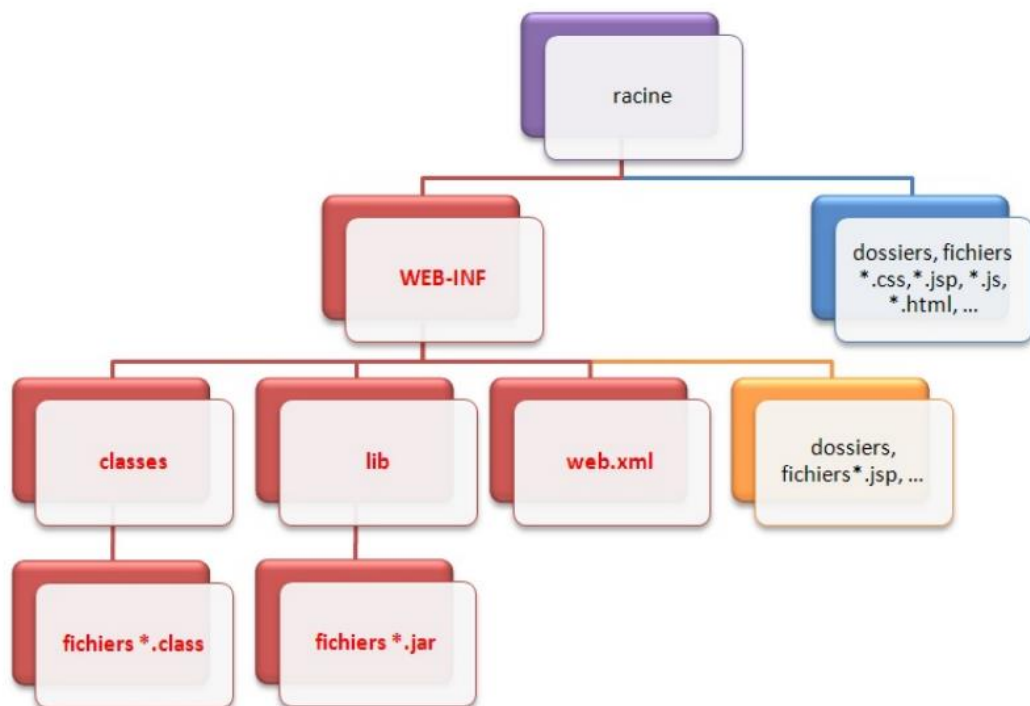 racine
WEB-INF
dossiers, fichiers
*.css,*.jsp, *.js,
*.html, ...
classes
lib
web.xml
dossiers,
fichiers*.jsp, ...
fichiers *.class
fichiers *.jar